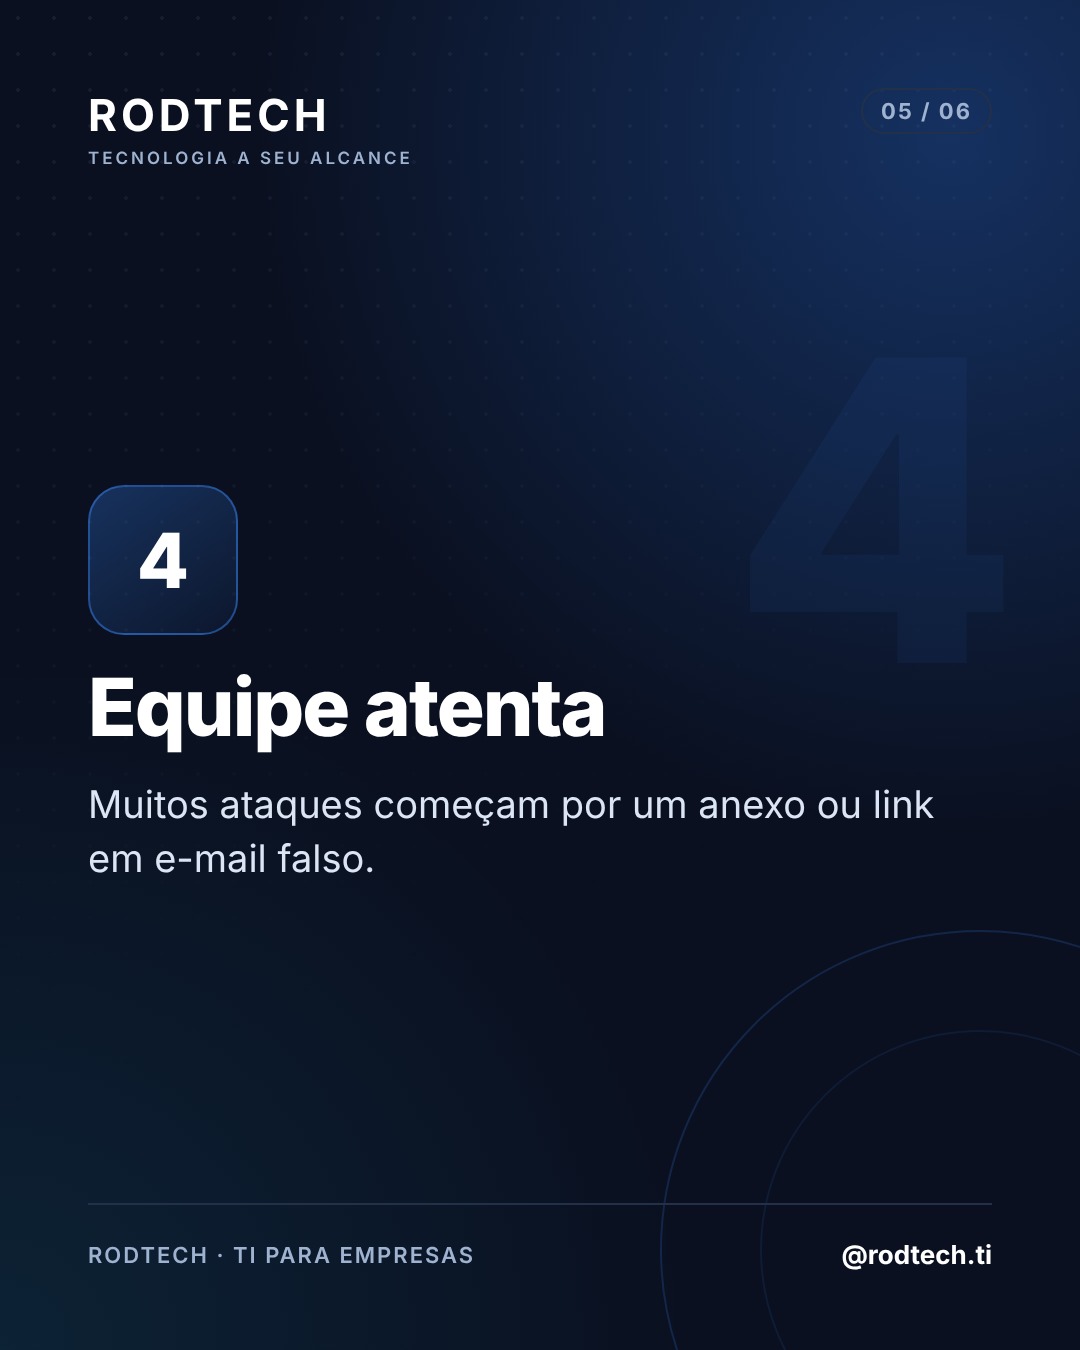 RODTECH
TECNOLOGIA A SEU ALCANCE
05 / 06
4
4
Equipe atenta
Muitos ataques começam por um anexo ou link
em e-mail falso.
RODTECH · TI PARA EMPRESAS
@rodtech.ti